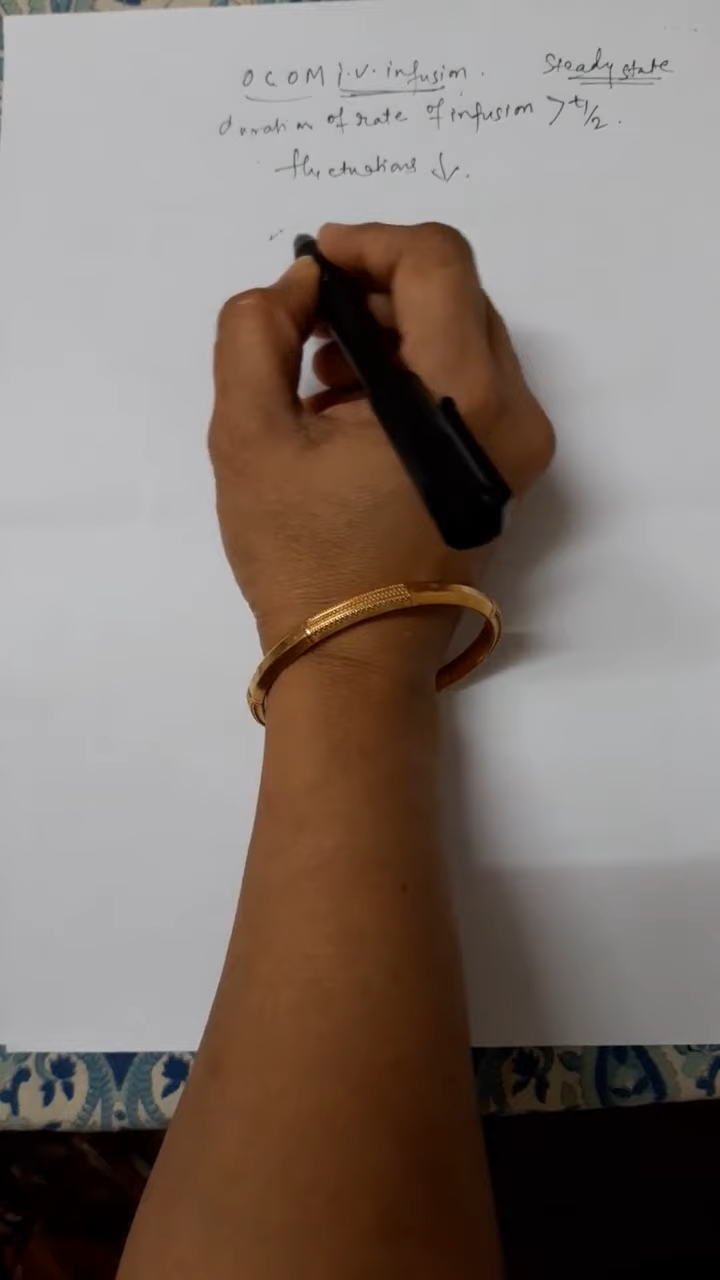 OCOM i.v. infusion. Steady state
duration of rate of infusion > t1/2.
fluctuations ↓.